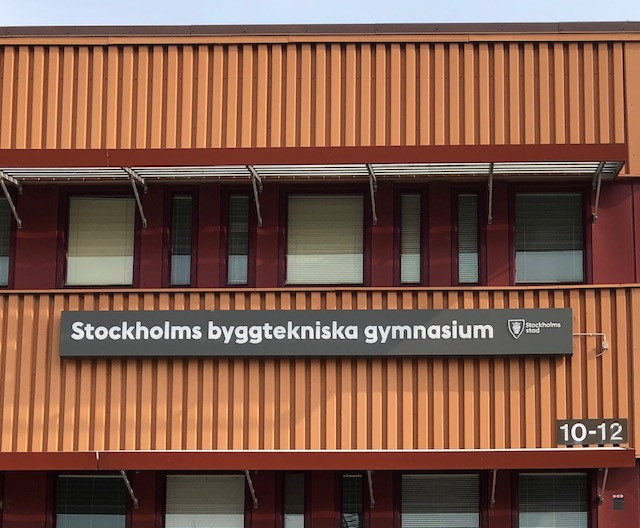 Stockholms byggtekniska gymnasium
Stockholms
stad
10-12